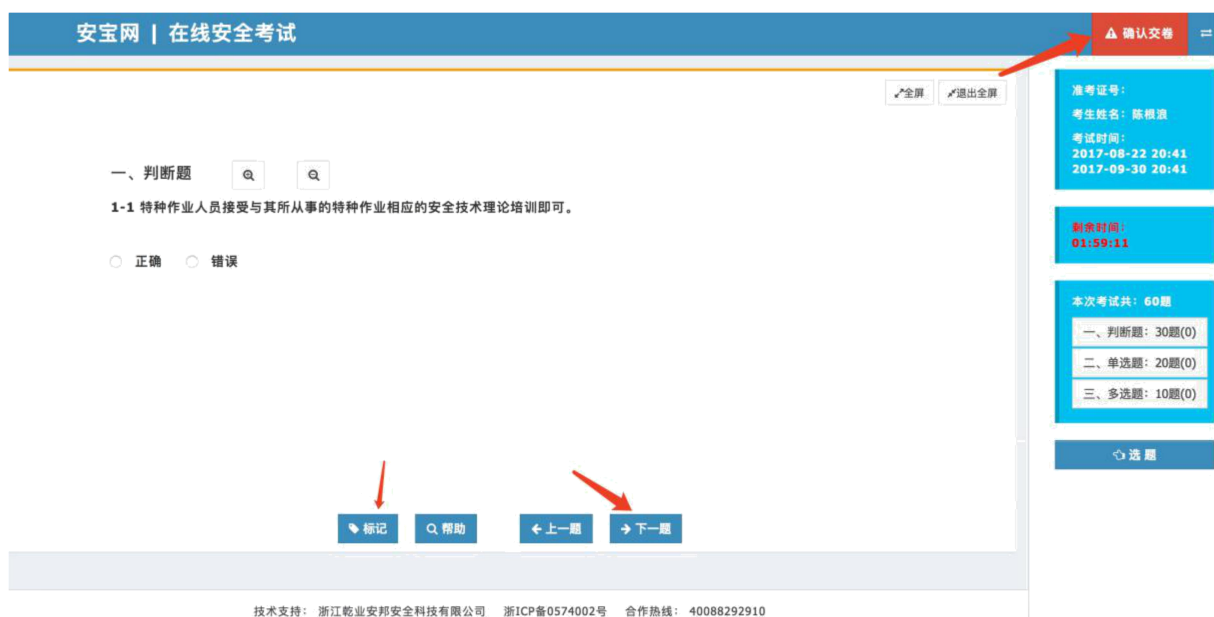 安宝网 | 在线安全考试
确认交卷
全屏 退出全屏
准考证号：
考生姓名：陈根浪
考试时间：
2017-08-22 20:41
2017-09-30 20:41
一、判断题
1-1 特种作业人员接受与其所从事的特种作业相应的安全技术理论培训即可。
正确 错误
剩余时间：
01:59:11
本次考试共：60题
一、判断题：30题(0)
二、单选题：20题(0)
三、多选题：10题(0)
选题
标记 帮助 上一题 下一题
技术支持： 浙江乾业安邦安全科技有限公司 浙ICP备0574002号 合作热线： 40088292910